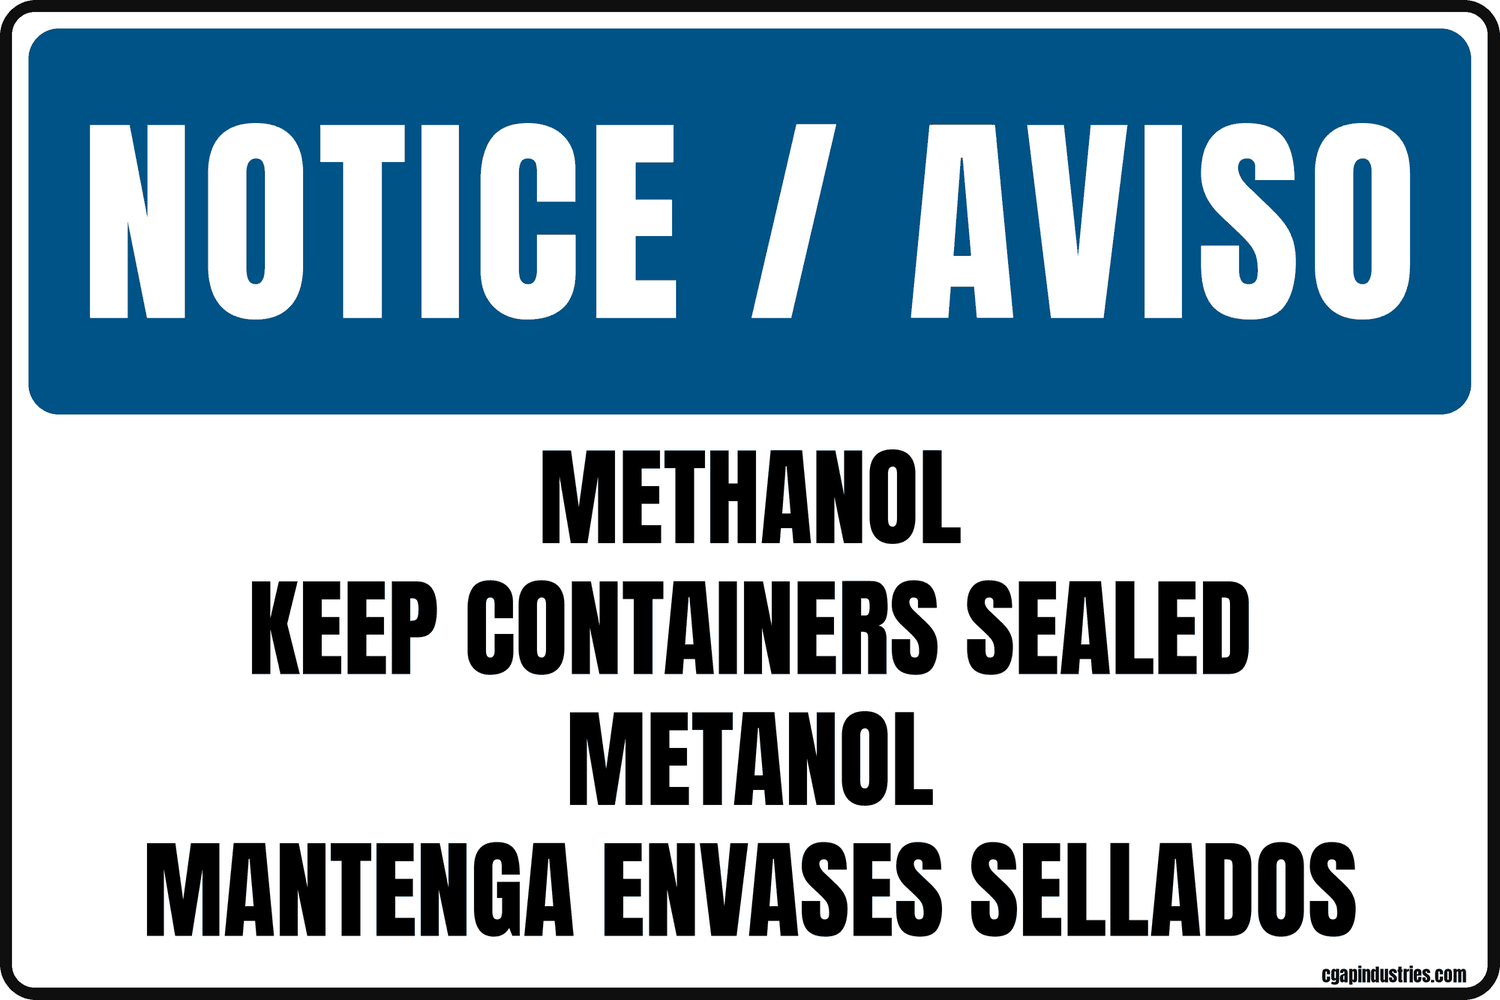 NOTICE / AVISO
METHANOL
KEEP CONTAINERS SEALED
METANOL
MANTENGA ENVASES SELLADOS
cgapindustries.com